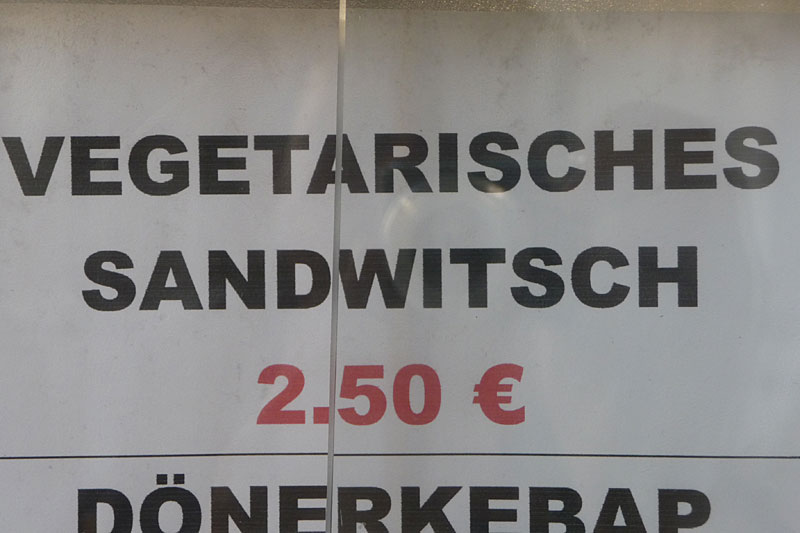 VEGETARISCHES
SANDWITSCH
2.50 €
DÖNERKEBAP